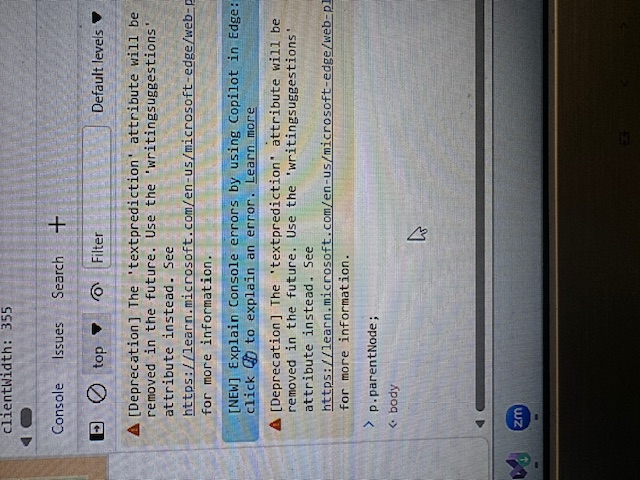 clientWidth: 355
Console Issues Search +
top Filter Default levels
[Deprecation] The 'textprediction' attribute will be
removed in the future. Use the 'writingsuggestions'
attribute instead. See
https://learn.microsoft.com/en-us/microsoft-edge/web-p
for more information.
[NEW] Explain Console errors by using Copilot in Edge:
click to explain an error. Learn more
[Deprecation] The 'textprediction' attribute will be
removed in the future. Use the 'writingsuggestions'
attribute instead. See
https://learn.microsoft.com/en-us/microsoft-edge/web-pl
for more information.
> p.parentNode;
body
zm